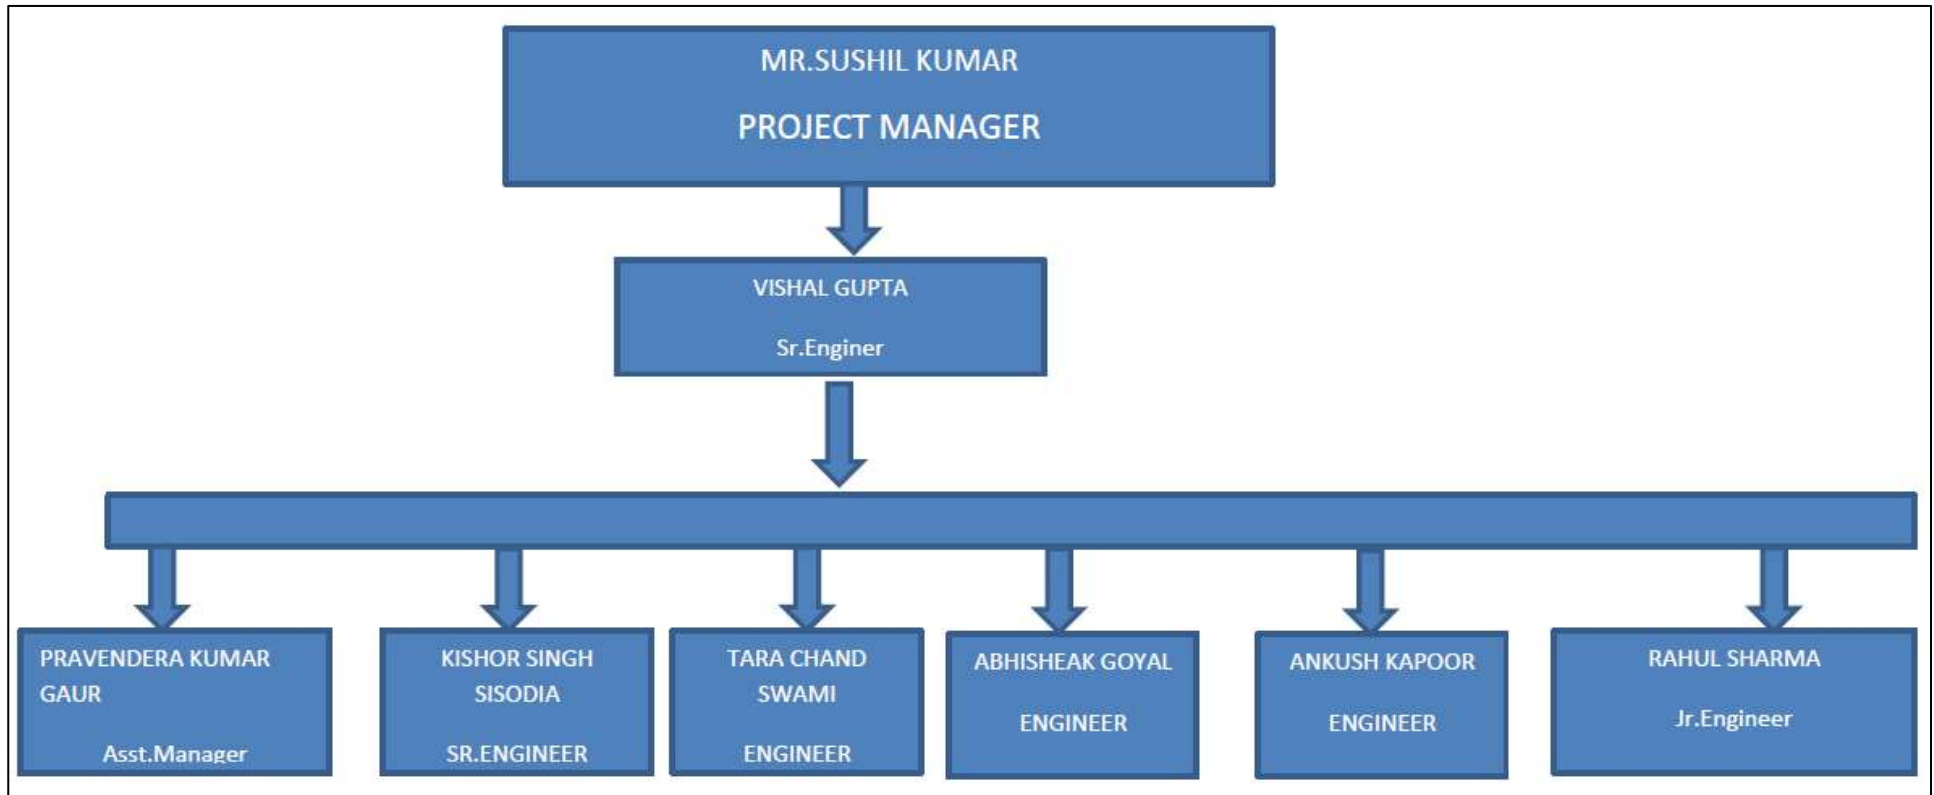 MR.SUSHIL KUMAR
PROJECT MANAGER
VISHAL GUPTA
Sr.Enginer
PRAVENDERA KUMAR
GAUR
Asst.Manager
KISHOR SINGH
SISODIA
SR.ENGINEER
TARA CHAND
SWAMI
ENGINEER
ABHISHEAK GOYAL
ENGINEER
ANKUSH KAPOOR
ENGINEER
RAHUL SHARMA
Jr.Engineer